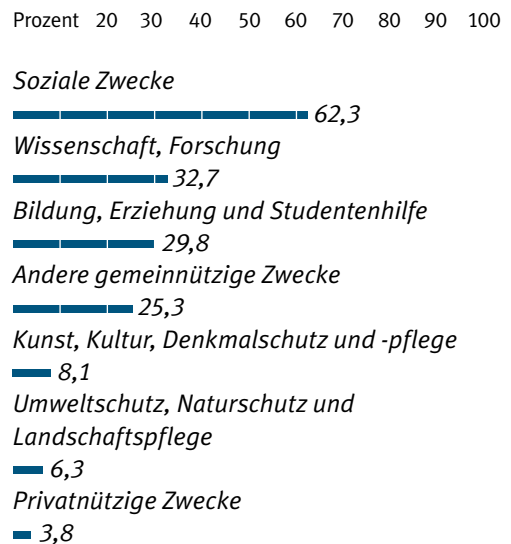 Prozent 20 30 40 50 60 70 80 90 100
Soziale Zwecke
62,3
Wissenschaft, Forschung
32,7
Bildung, Erziehung und Studentenhilfe
29,8
Andere gemeinnützige Zwecke
25,3
Kunst, Kultur, Denkmalschutz und -pflege
8,1
Umweltschutz, Naturschutz und
Landschaftspflege
6,3
Privatnützige Zwecke
3,8